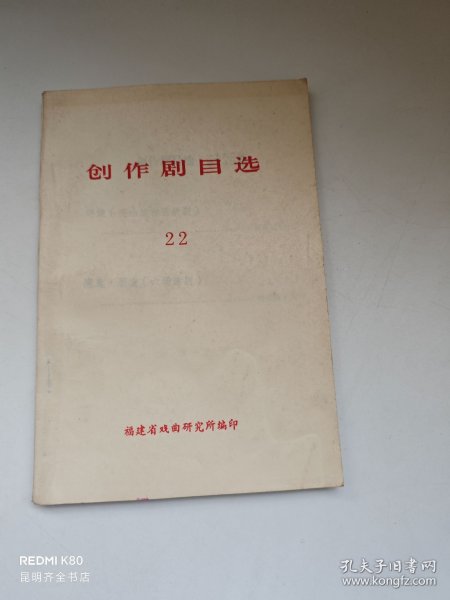 创作剧目选
22
福建省戏曲研究所编印
REDMI K80
昆明齐全书店
孔夫子旧书网
www.kongfz.com